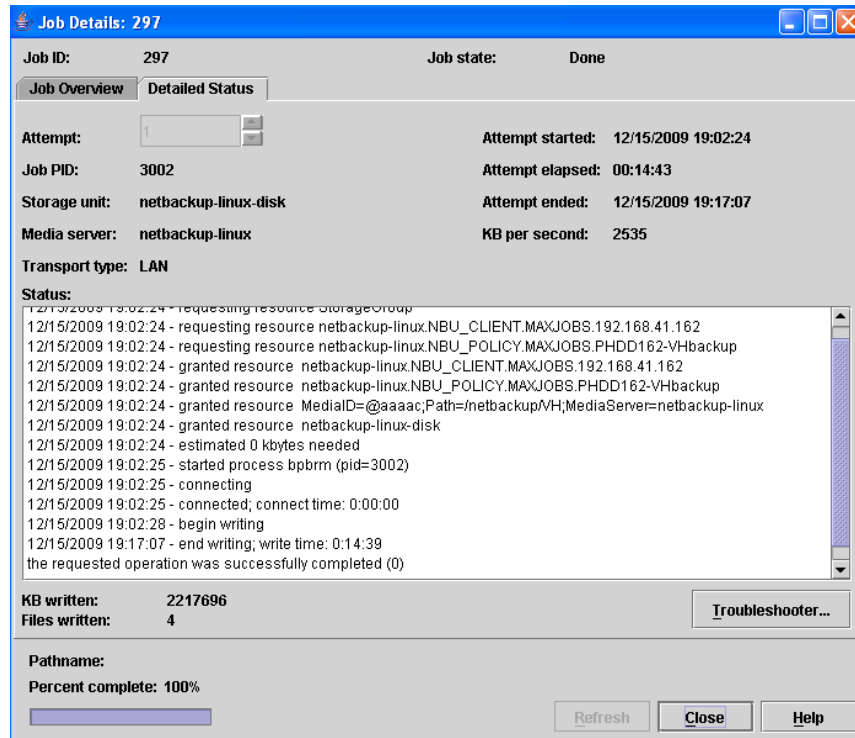 Job Details: 297
Job ID: 297 Job state: Done
Job Overview Detailed Status
Attempt: 1 Attempt started: 12/15/2009 19:02:24
Job PID: 3002 Attempt elapsed: 00:14:43
Storage unit: netbackup-linux-disk Attempt ended: 12/15/2009 19:17:07
Media server: netbackup-linux KB per second: 2535
Transport type: LAN
Status:
12/15/2009 19:02:24 - requesting resource StorageGroup
12/15/2009 19:02:24 - requesting resource netbackup-linux.NBU_CLIENT.MAXJOBS.192.168.41.162
12/15/2009 19:02:24 - requesting resource netbackup-linux.NBU_POLICY.MAXJOBS.PHDD162-VHbackup
12/15/2009 19:02:24 - granted resource netbackup-linux.NBU_CLIENT.MAXJOBS.192.168.41.162
12/15/2009 19:02:24 - granted resource netbackup-linux.NBU_POLICY.MAXJOBS.PHDD162-VHbackup
12/15/2009 19:02:24 - granted resource MediaID=@aaaac;Path=/netbackup/VH;MediaServer=netbackup-linux
12/15/2009 19:02:24 - granted resource netbackup-linux-disk
12/15/2009 19:02:24 - estimated 0 kbytes needed
12/15/2009 19:02:25 - started process bpbrm (pid=3002)
12/15/2009 19:02:25 - connecting
12/15/2009 19:02:25 - connected; connect time: 0:00:00
12/15/2009 19:02:28 - begin writing
12/15/2009 19:17:07 - end writing; write time: 0:14:39
the requested operation was successfully completed (0)
KB written: 2217696
Files written: 4
Troubleshooter...
Pathname:
Percent complete: 100%
Refresh Close Help